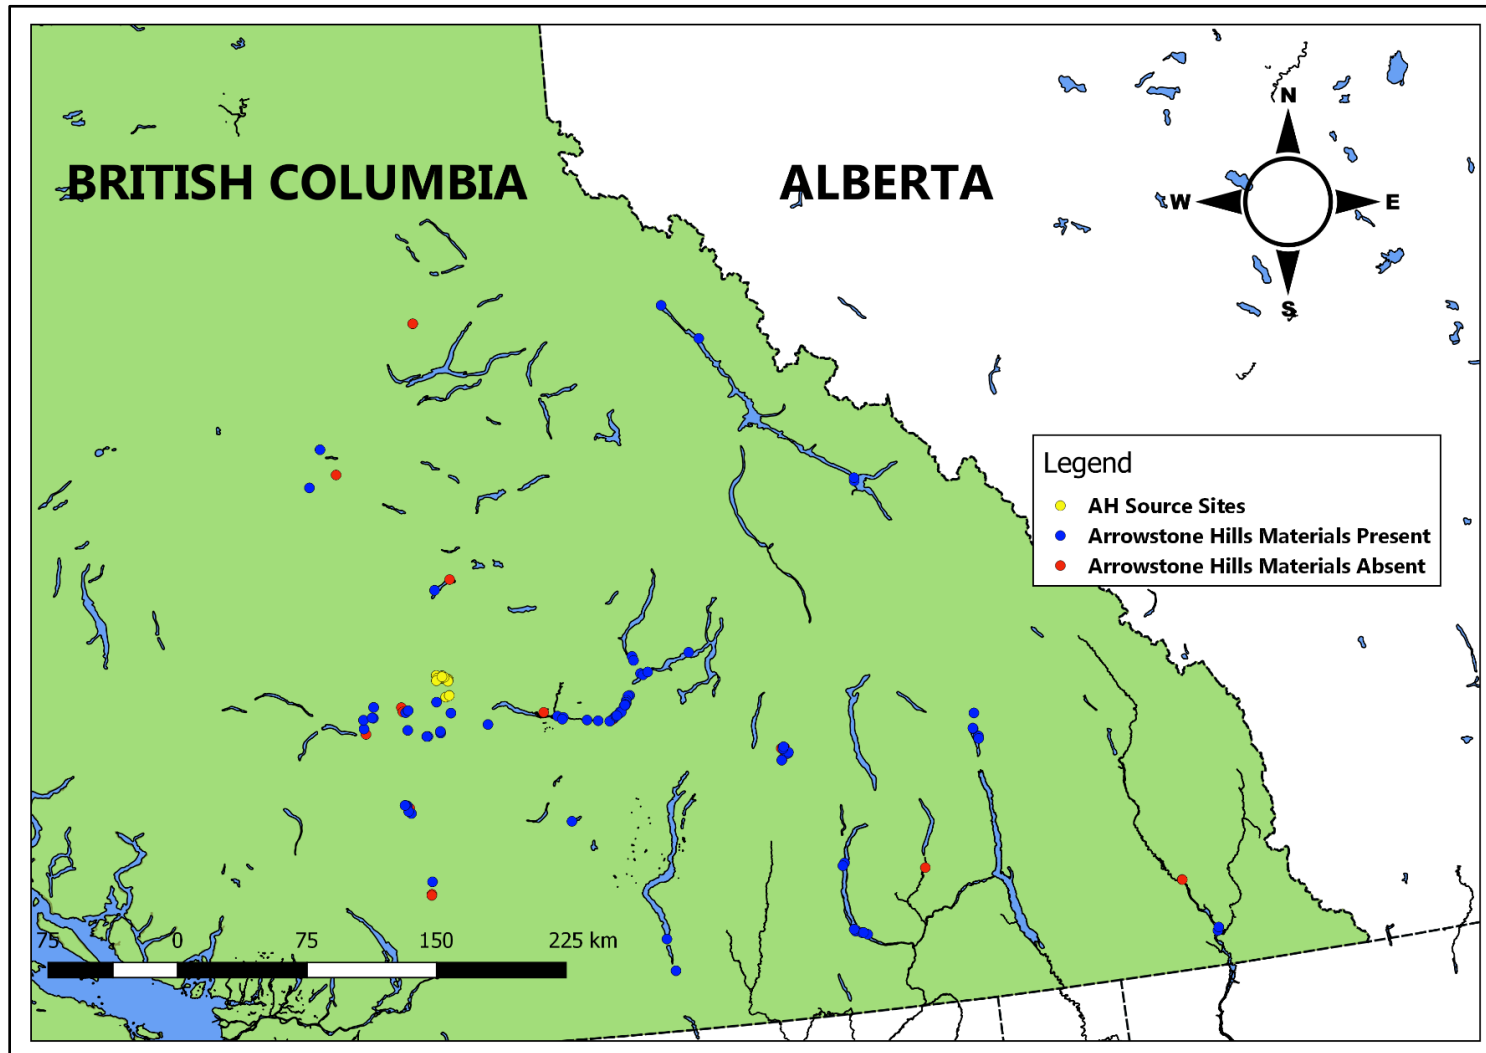 BRITISH COLUMBIA
ALBERTA
N
W
E
S
Legend
AH Source Sites
Arrowstone Hills Materials Present
Arrowstone Hills Materials Absent
75 0 75 150 225 km